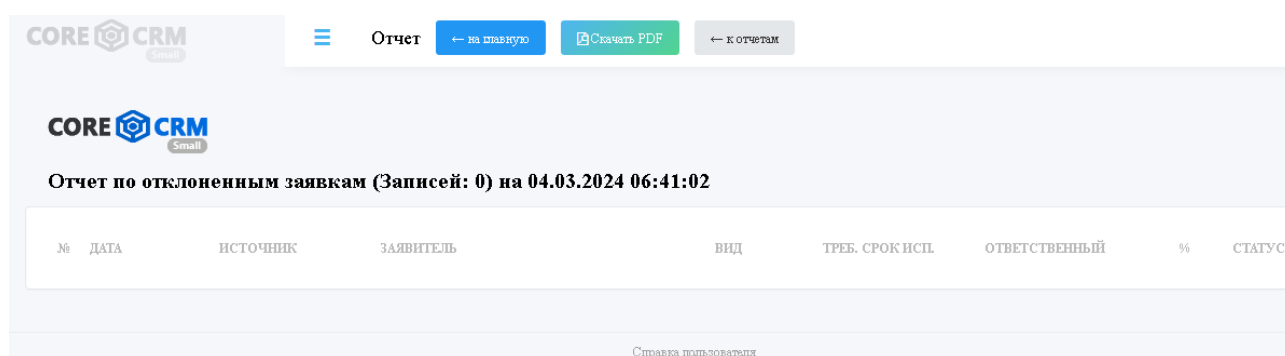 CORE CRM
Small
Отчет ← на главную Скачать PDF ← к отчетам
CORE CRM
Small
Отчет по отклоненным заявкам (Записей: 0) на 04.03.2024 06:41:02
№ ДАТА ИСТОЧНИК ЗАЯВИТЕЛЬ ВИД ТРЕБ. СРОК ИСП. ОТВЕТСТВЕННЫЙ % СТАТУС
Справка пользователя